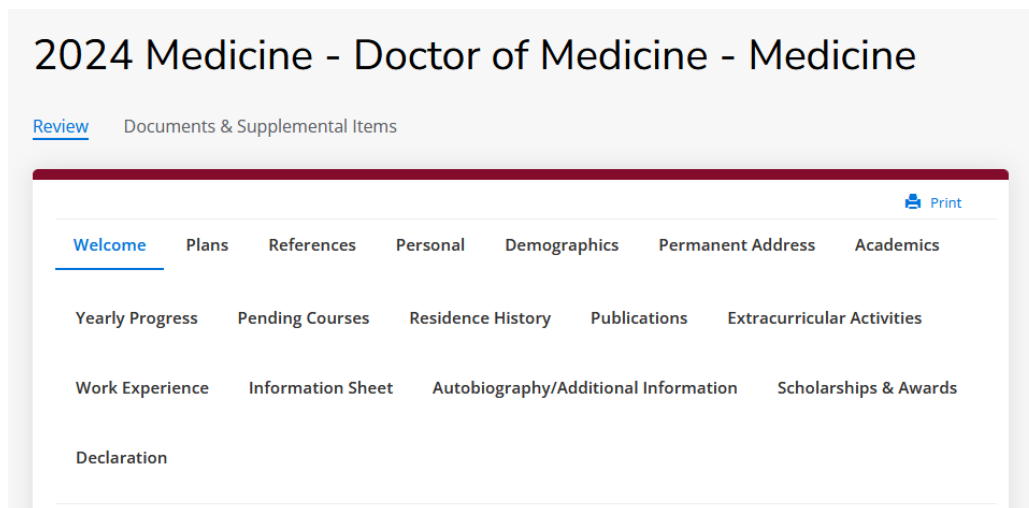 2024 Medicine - Doctor of Medicine - Medicine
Review Documents & Supplemental Items
Print
Welcome Plans References Personal Demographics Permanent Address Academics
Yearly Progress Pending Courses Residence History Publications Extracurricular Activities
Work Experience Information Sheet Autobiography/Additional Information Scholarships & Awards
Declaration